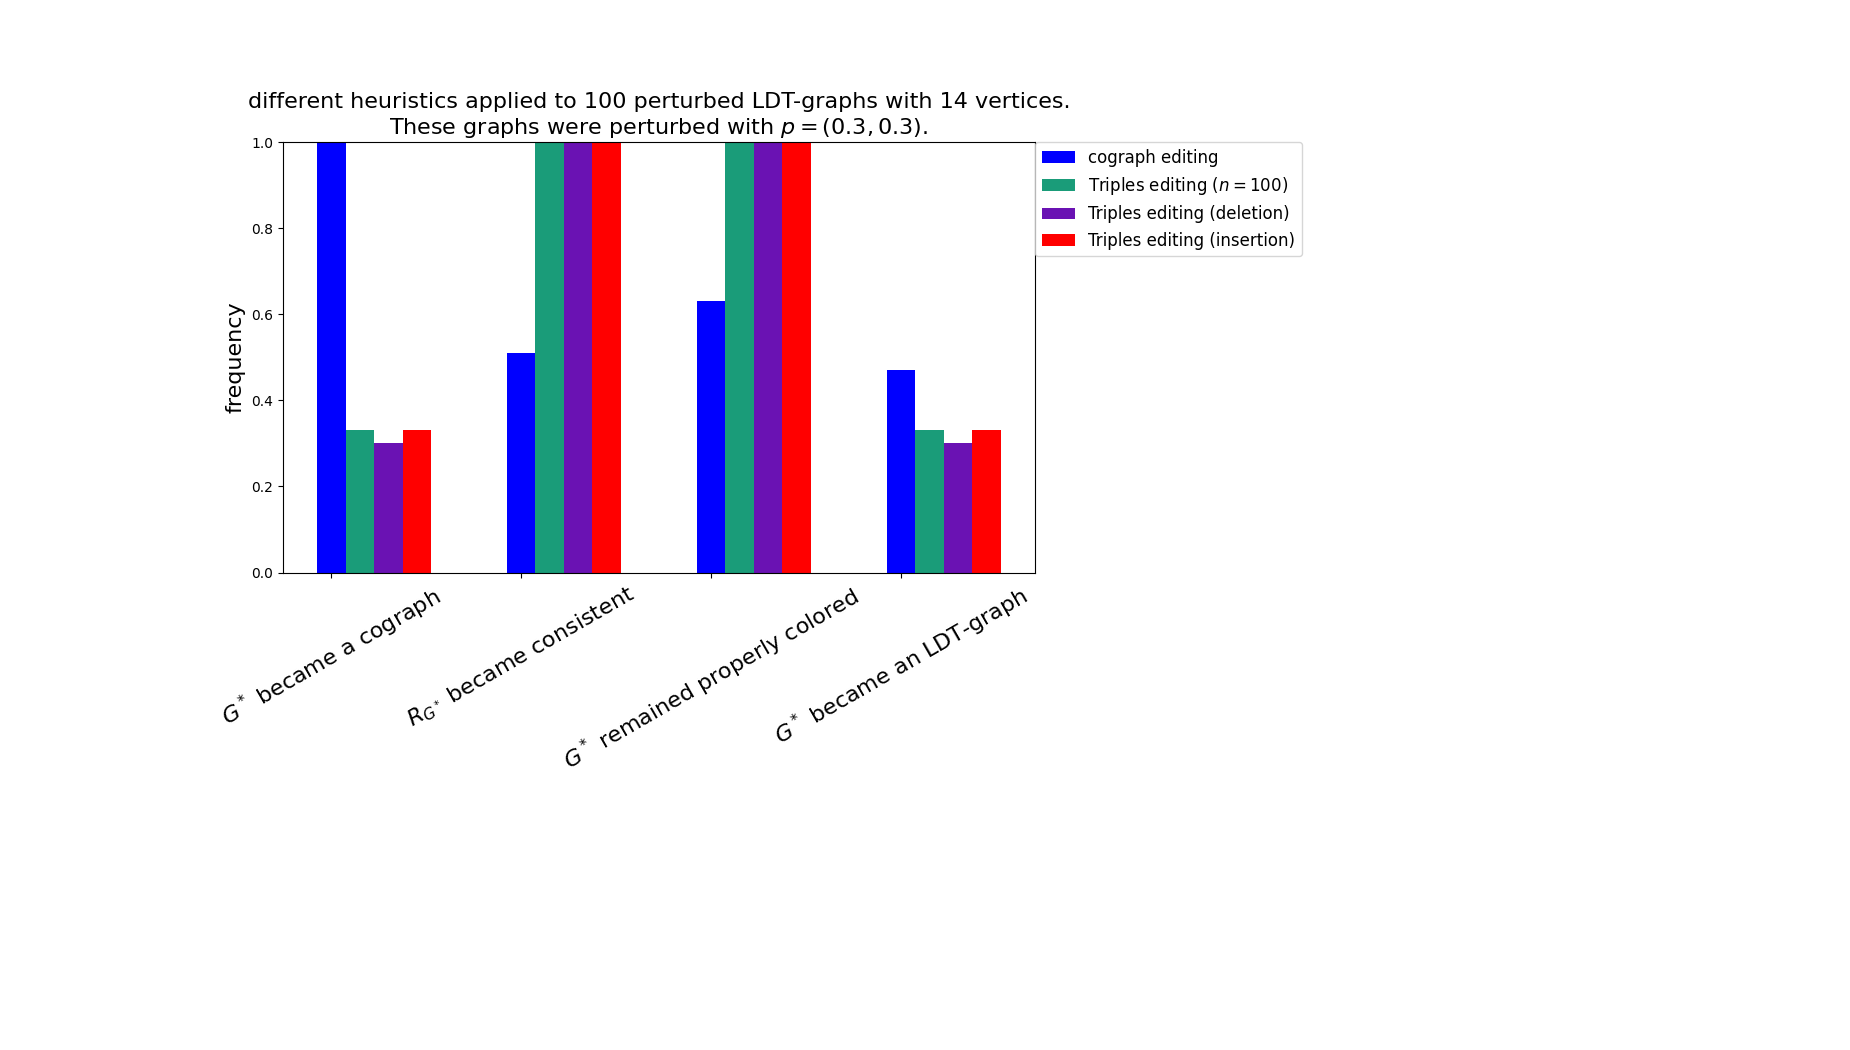 different heuristics applied to 100 perturbed LDT-graphs with 14 vertices.
These graphs were perturbed with p = (0.3, 0.3).
1.0
0.8
0.6
0.4
0.2
0.0
frequency
cograph editing
Triples editing (n = 100)
Triples editing (deletion)
Triples editing (insertion)
G* became a cograph
R_{G*} became consistent
G* remained properly colored
G* became an LDT-graph